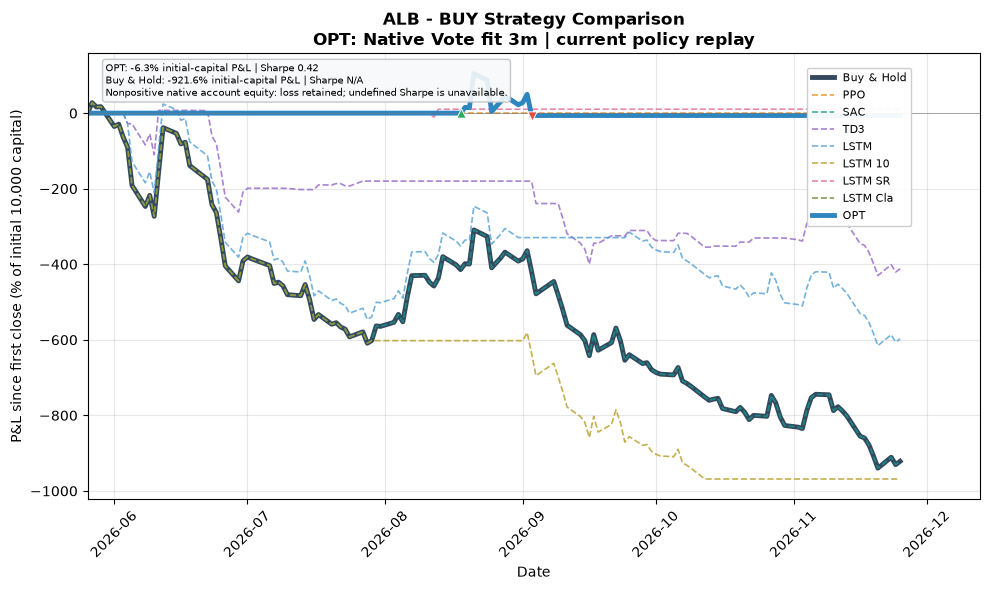 ALB - BUY Strategy Comparison
OPT: Native Vote fit 3m | current policy replay
OPT: -6.3% initial-capital P&L | Sharpe 0.42
Buy & Hold: -921.6% initial-capital P&L | Sharpe N/A
Nonpositive native account equity: loss retained; undefined Sharpe is unavailable.
Buy & Hold
PPO
SAC
TD3
LSTM
LSTM 10
LSTM SR
LSTM Cla
OPT
P&L since first close (% of initial 10,000 capital)
0
−200
−400
−600
−800
−1000
2026-06
2026-07
2026-08
2026-09
2026-10
2026-11
2026-12
Date